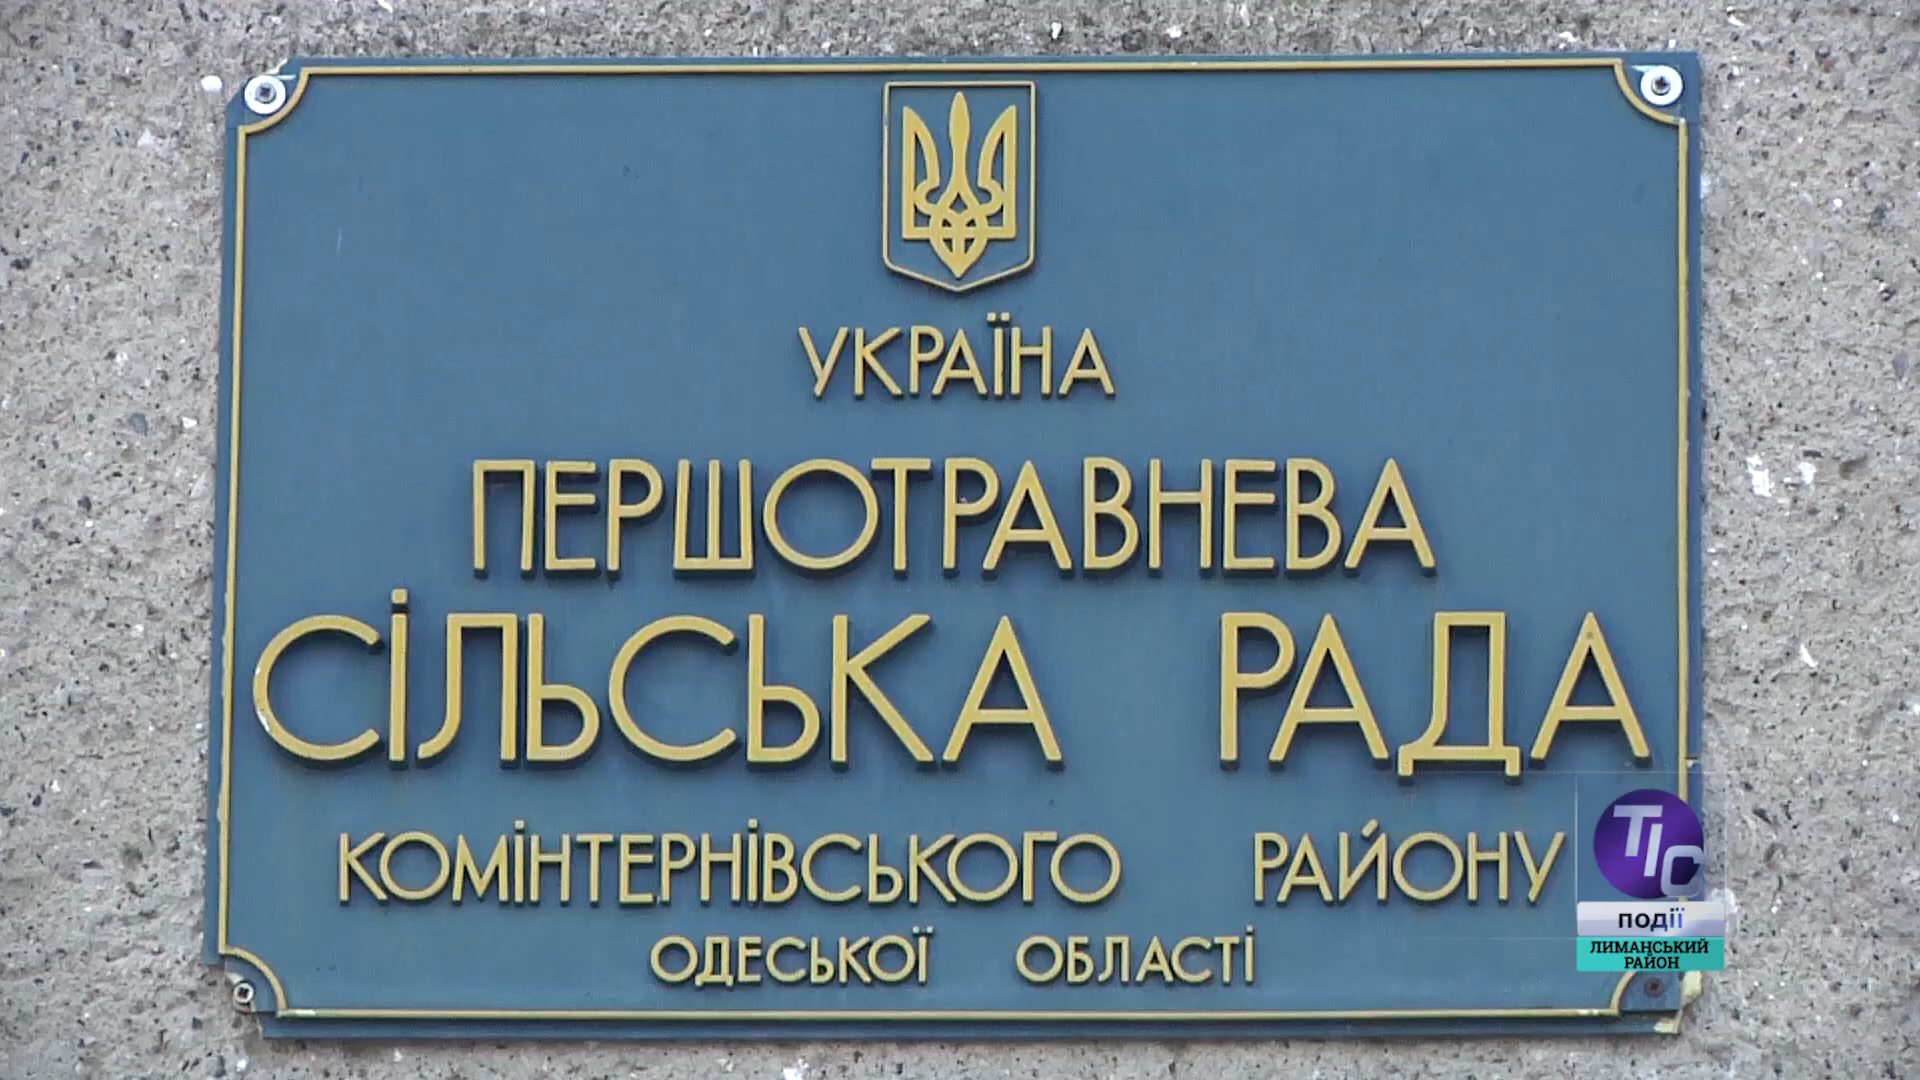 УКРАЇНА
ПЕРШОТРАВНЕВА
СІЛЬСЬКА РАДА
КОМІНТЕРНІВСЬКОГО РАЙОНУ
ОДЕСЬКОЇ ОБЛАСТІ
ТІС
ПОДІЇ
ЛИМАНСЬКИЙ
РАЙОН